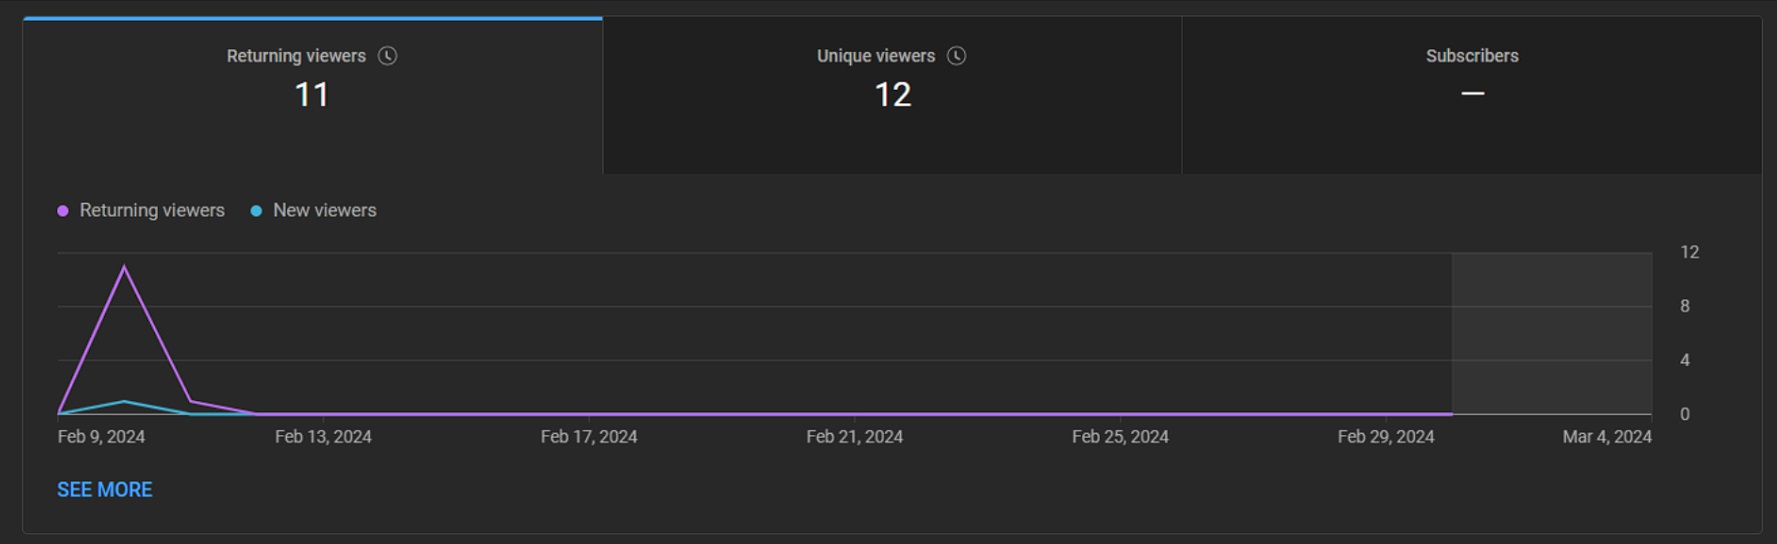 Returning viewers
11
Unique viewers
12
Subscribers
—
Returning viewers
New viewers
12
8
4
0
Feb 9, 2024
Feb 13, 2024
Feb 17, 2024
Feb 21, 2024
Feb 25, 2024
Feb 29, 2024
Mar 4, 2024
SEE MORE